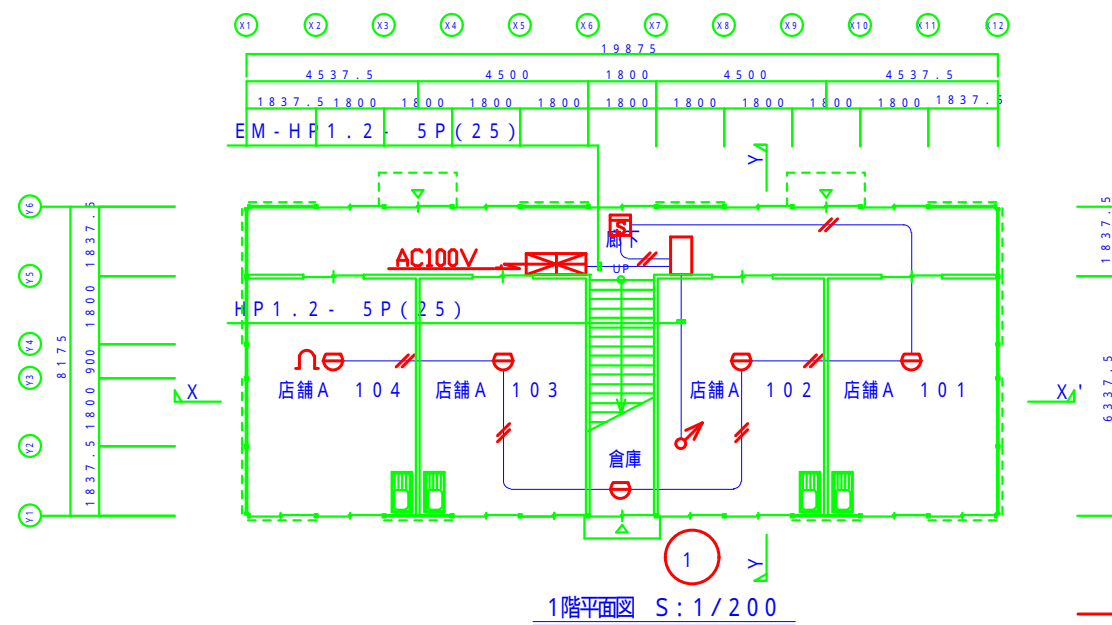 X1 X2 X3 X4 X5 X6 X7 X8 X9 X10 X11 X12
19875
4537.5 4500 1800 4500 4537.5
1837.5 1800 1800 1800 1800 1800 1800 1800 1800 1800 1837.5
EM-HP1.2- 5P(25)
Y
Y6
1837.5
1837.5
S
廊下
AC100V
UP
Y5
HP1.2- 5P(25)
1800
Y4
8175
900
Y3
店舗A 104
店舗A 103
店舗A 102
店舗A 101
X
X'
6337.5
1800
Y2
倉庫
1837.5
Y1
1
Y
1階平面図 S:1/200